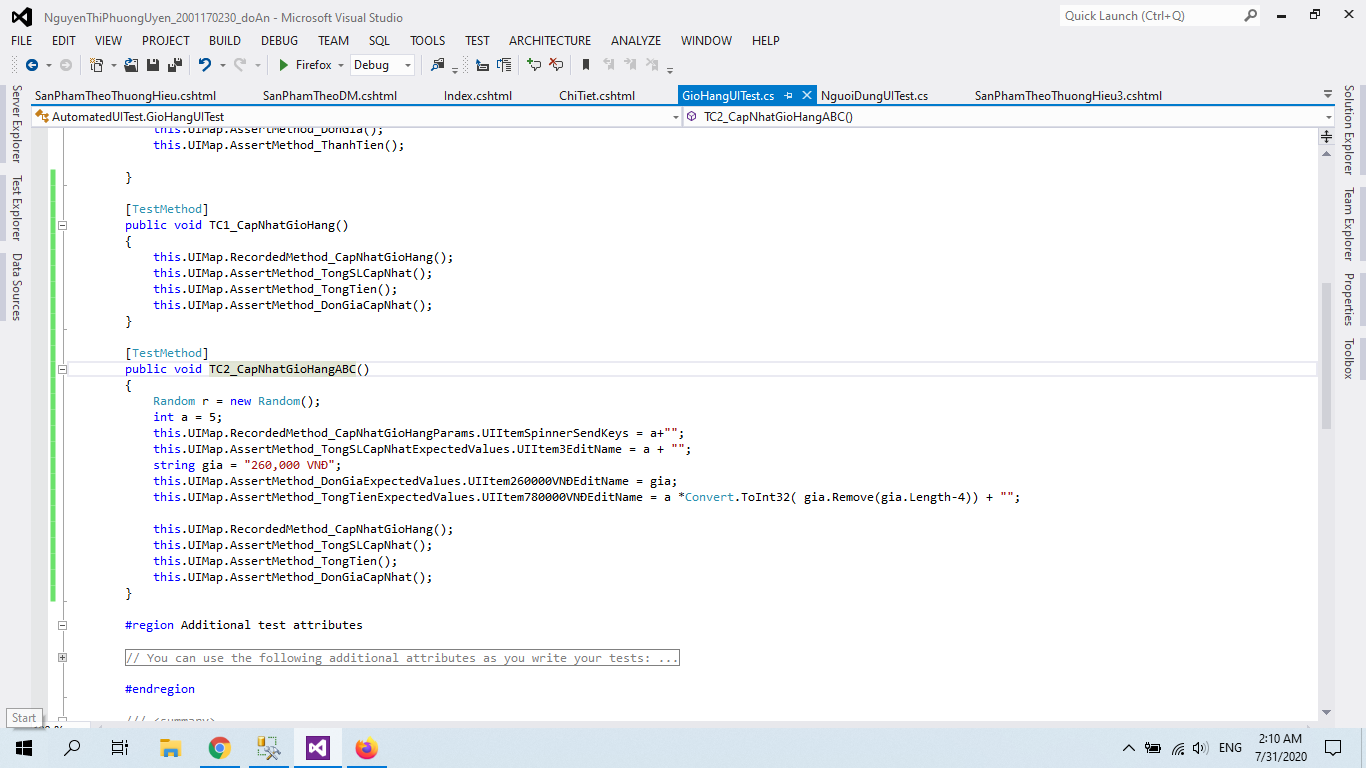 NguyenThiPhuongUyen_2001170230_doAn - Microsoft Visual Studio
Quick Launch (Ctrl+Q)
FILE EDIT VIEW PROJECT BUILD DEBUG TEAM SQL TOOLS TEST ARCHITECTURE ANALYZE WINDOW HELP
Firefox Debug
SanPhamTheoThuongHieu.cshtml SanPhamTheoDM.cshtml Index.cshtml ChiTiet.cshtml GioHangUITest.cs NguoiDungUITest.cs SanPhamTheoThuongHieu3.cshtml
AutomatedUITest.GioHangUITest TC2_CapNhatGioHangABC()
Server Explorer
Test Explorer
Data Sources
this.UIMap.AssertMethod_DonGia();
this.UIMap.AssertMethod_ThanhTien();
}
[TestMethod]
public void TC1_CapNhatGioHang()
{
this.UIMap.RecordedMethod_CapNhatGioHang();
this.UIMap.AssertMethod_TongSLCapNhat();
this.UIMap.AssertMethod_TongTien();
this.UIMap.AssertMethod_DonGiaCapNhat();
}
[TestMethod]
public void TC2_CapNhatGioHangABC()
{
Random r = new Random();
int a = 5;
this.UIMap.RecordedMethod_CapNhatGioHangParams.UIItemSpinnerSendKeys = a+"";
this.UIMap.AssertMethod_TongSLCapNhatExpectedValues.UIItem3EditName = a + "";
string gia = "260,000 VNĐ";
this.UIMap.AssertMethod_DonGiaExpectedValues.UIItem260000VNĐEditName = gia;
this.UIMap.AssertMethod_TongTienExpectedValues.UIItem780000VNĐEditName = a *Convert.ToInt32( gia.Remove(gia.Length-4)) + "";
this.UIMap.RecordedMethod_CapNhatGioHang();
this.UIMap.AssertMethod_TongSLCapNhat();
this.UIMap.AssertMethod_TongTien();
this.UIMap.AssertMethod_DonGiaCapNhat();
}
#region Additional test attributes
// You can use the following additional attributes as you write your tests: ...
#endregion
/// <summary>
Solution Explorer
Team Explorer
Properties
Toolbox
Start
ENG
2:10 AM
7/31/2020